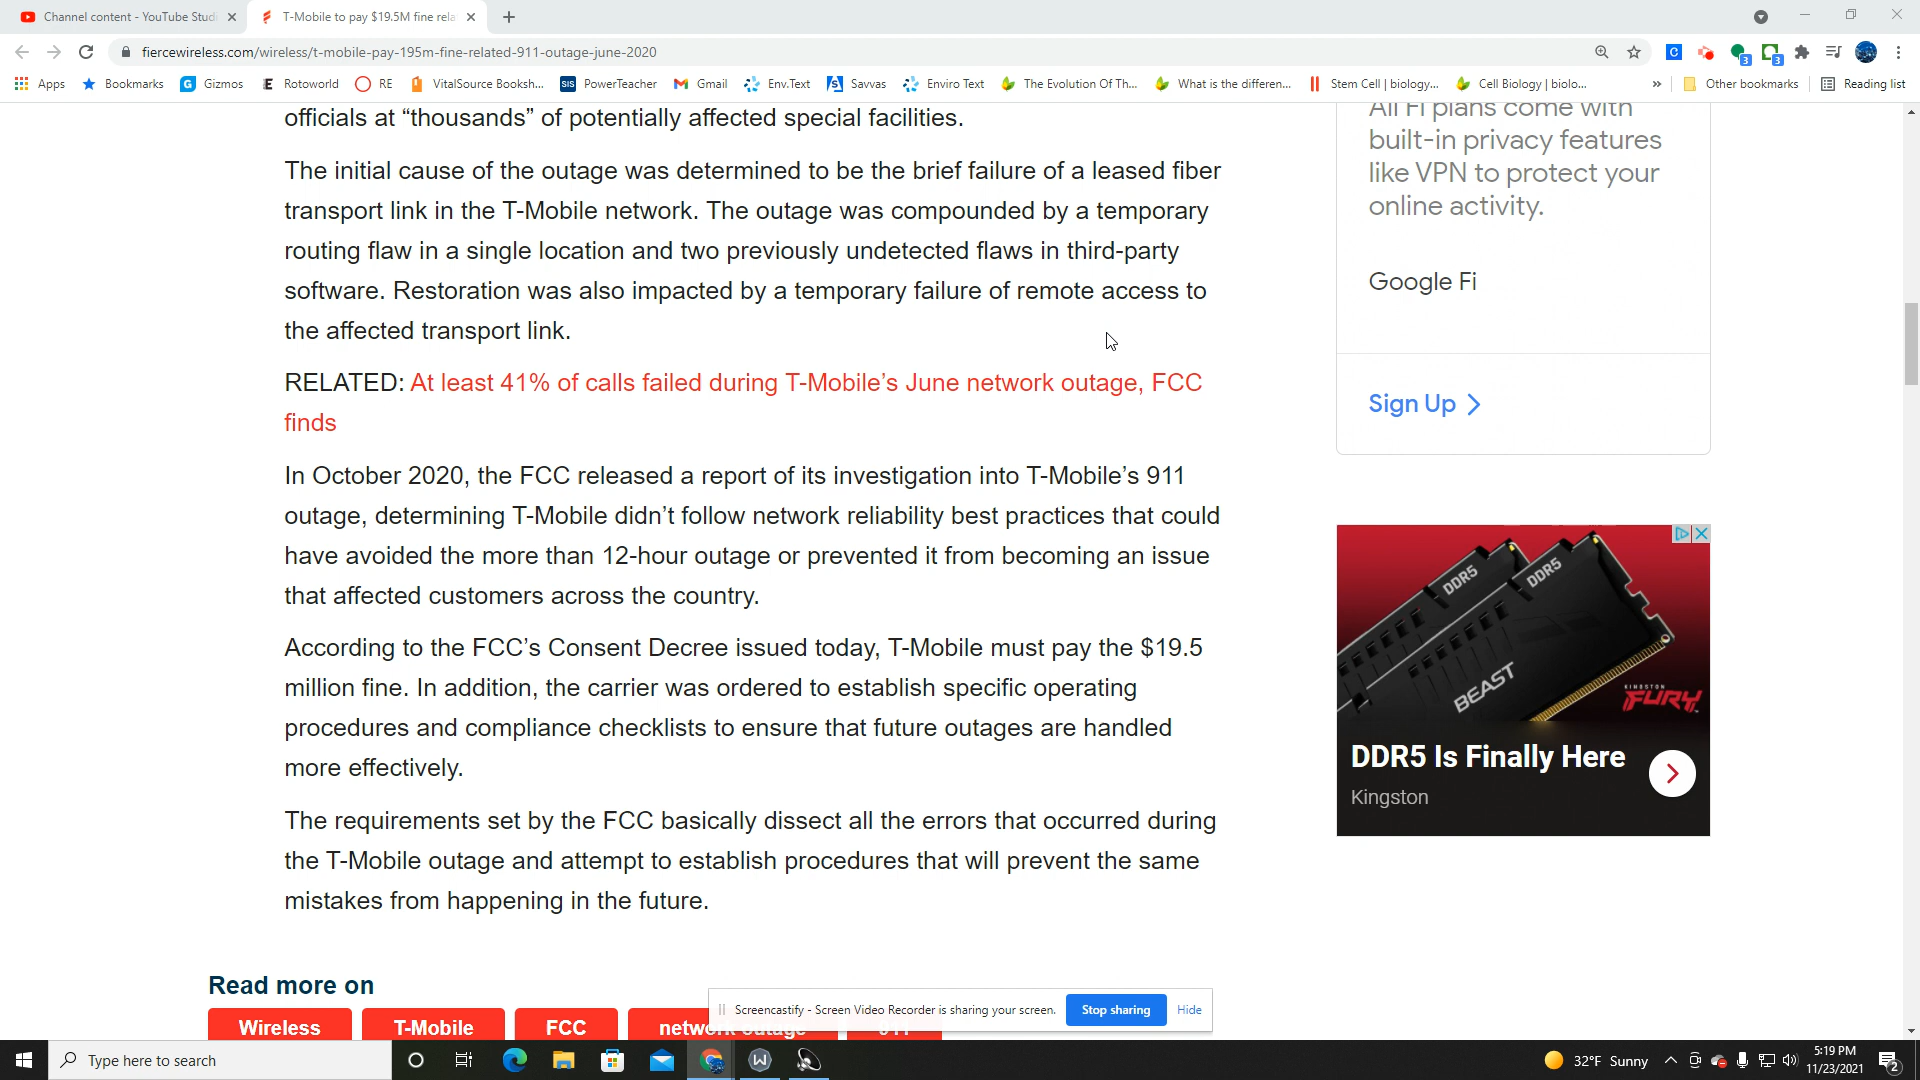 Channel content - YouTube Studi
T-Mobile to pay $19.5M fine rela
fiercewireless.com/wireless/t-mobile-pay-195m-fine-related-911-outage-june-2020
Apps Bookmarks Gizmos Rotoworld RE VitalSource Booksh... PowerTeacher Gmail Env.Text Savvas Enviro Text The Evolution Of Th... What is the differen... Stem Cell | biology... Cell Biology | biolo... » Other bookmarks Reading list
officials at “thousands” of potentially affected special facilities.
The initial cause of the outage was determined to be the brief failure of a leased fiber
transport link in the T-Mobile network. The outage was compounded by a temporary
routing flaw in a single location and two previously undetected flaws in third-party
software. Restoration was also impacted by a temporary failure of remote access to
the affected transport link.
RELATED: At least 41% of calls failed during T-Mobile’s June network outage, FCC
finds
In October 2020, the FCC released a report of its investigation into T-Mobile’s 911
outage, determining T-Mobile didn’t follow network reliability best practices that could
have avoided the more than 12-hour outage or prevented it from becoming an issue
that affected customers across the country.
According to the FCC’s Consent Decree issued today, T-Mobile must pay the $19.5
million fine. In addition, the carrier was ordered to establish specific operating
procedures and compliance checklists to ensure that future outages are handled
more effectively.
The requirements set by the FCC basically dissect all the errors that occurred during
the T-Mobile outage and attempt to establish procedures that will prevent the same
mistakes from happening in the future.
Read more on
Wireless T-Mobile FCC network outage 911
All Fi plans come with
built-in privacy features
like VPN to protect your
online activity.
Google Fi
Sign Up
DDR5
DDR5
BEAST
KINGSTON
FURY
DDR5 Is Finally Here
Kingston
Screencastify - Screen Video Recorder is sharing your screen. Stop sharing Hide
Type here to search
32°F Sunny
5:19 PM
11/23/2021
2